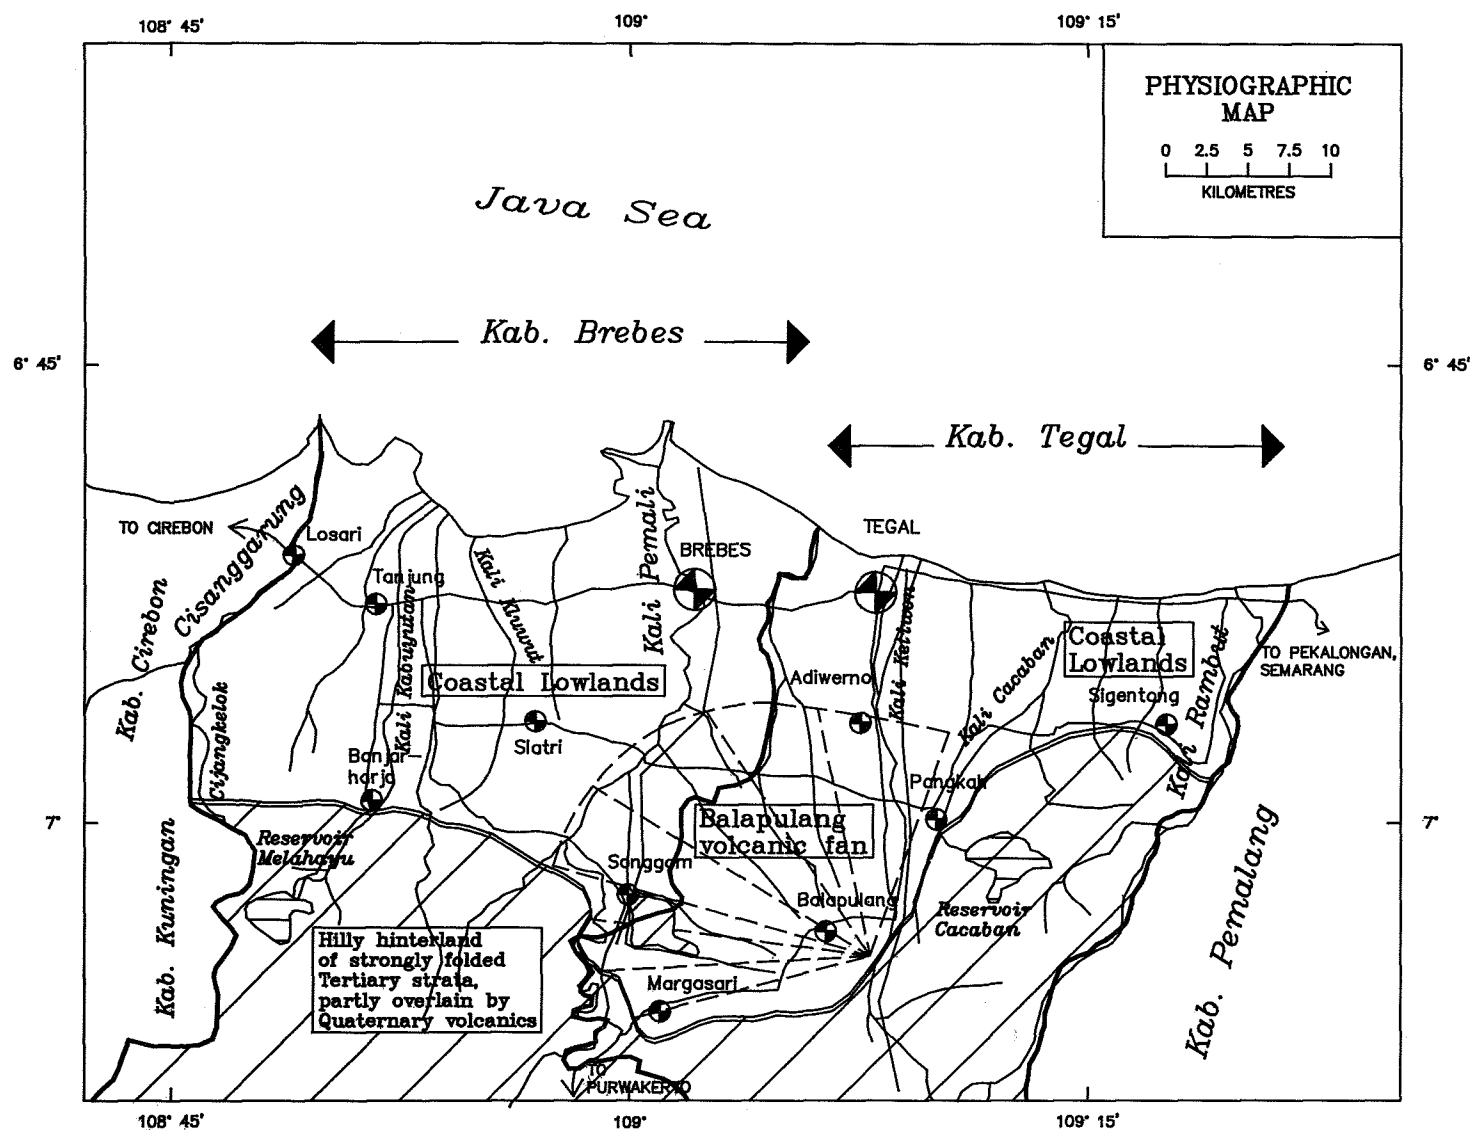 108° 45'
109°
109° 15'
PHYSIOGRAPHIC
MAP
0 2.5 5 7.5 10
KILOMETRES
Java Sea
Kab. Brebes
6° 45'
6° 45'
Kab. Tegal
TO CIREBON
Cisanggarung
Losari
Kali Pemali
TEGAL
BREBES
Tanjung
Kali Kluwut
Kab. Cirebon
Kali Kabuyutan
Kali Ketiwon
Kali Cacaban
Coastal
Lowlands
TO PEKALONGAN,
SEMARANG
Kali Rambut
Coastal Lowlands
Adiwerno
Sigentong
Cijangkelok
Slatri
Banjar-
harjo
Pangkah
7°
7°
Balapulang
volcanic fan
Reservoir
Melahayu
Songgom
Balapulang
Reservoir
Cacaban
Kab. Kuningan
Kab. Pemalang
Hilly hinterland
of strongly folded
Tertiary strata,
partly overlain by
Quaternary volcanics
Margasari
TO
PURWAKERTO
108° 45'
109°
109° 15'